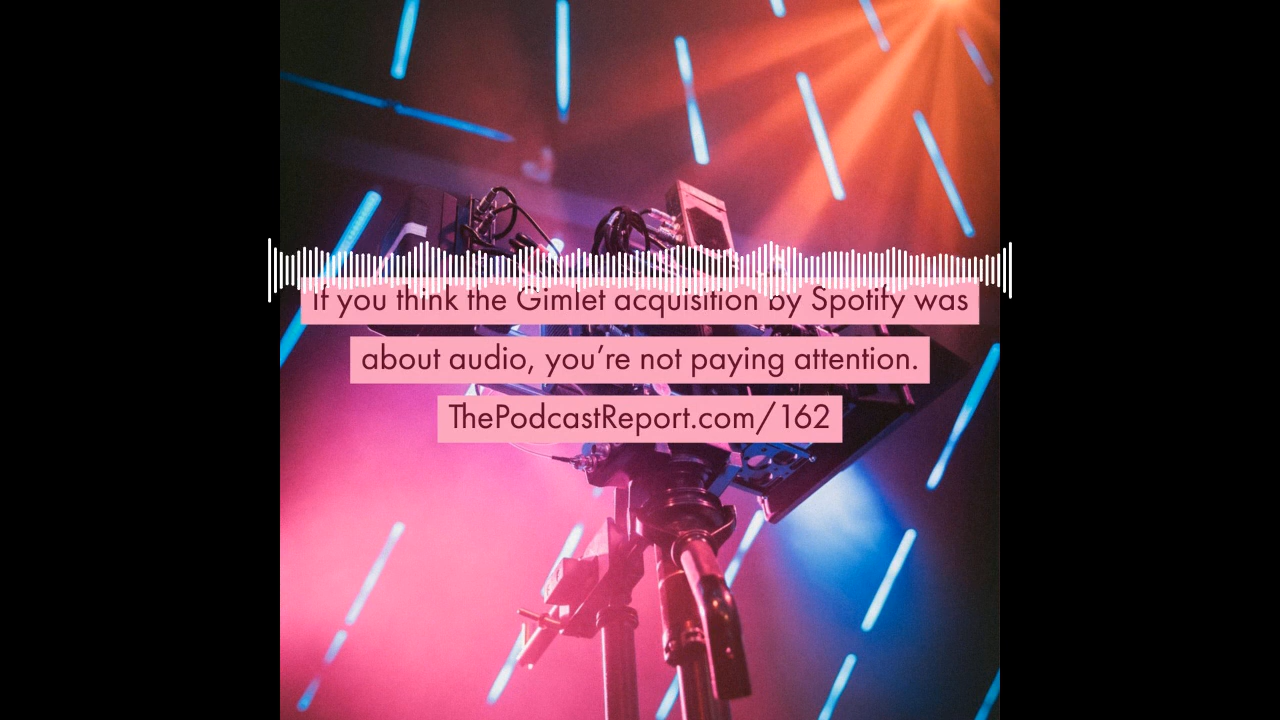 If you think the Gimlet acquisition by Spotify was
about audio, you’re not paying attention.
ThePodcastReport.com/162